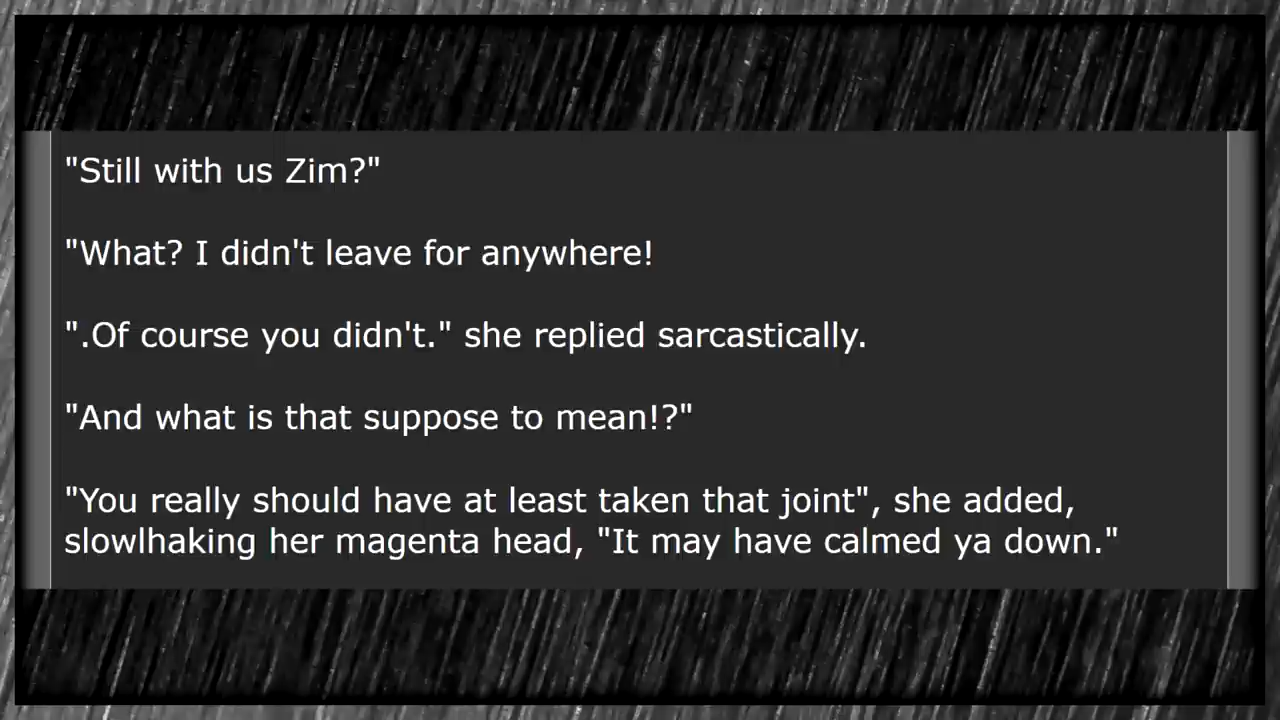 "Still with us Zim?"
"What? I didn't leave for anywhere!
".Of course you didn't." she replied sarcastically.
"And what is that suppose to mean!?"
"You really should have at least taken that joint", she added,
slowlhaking her magenta head, "It may have calmed ya down."